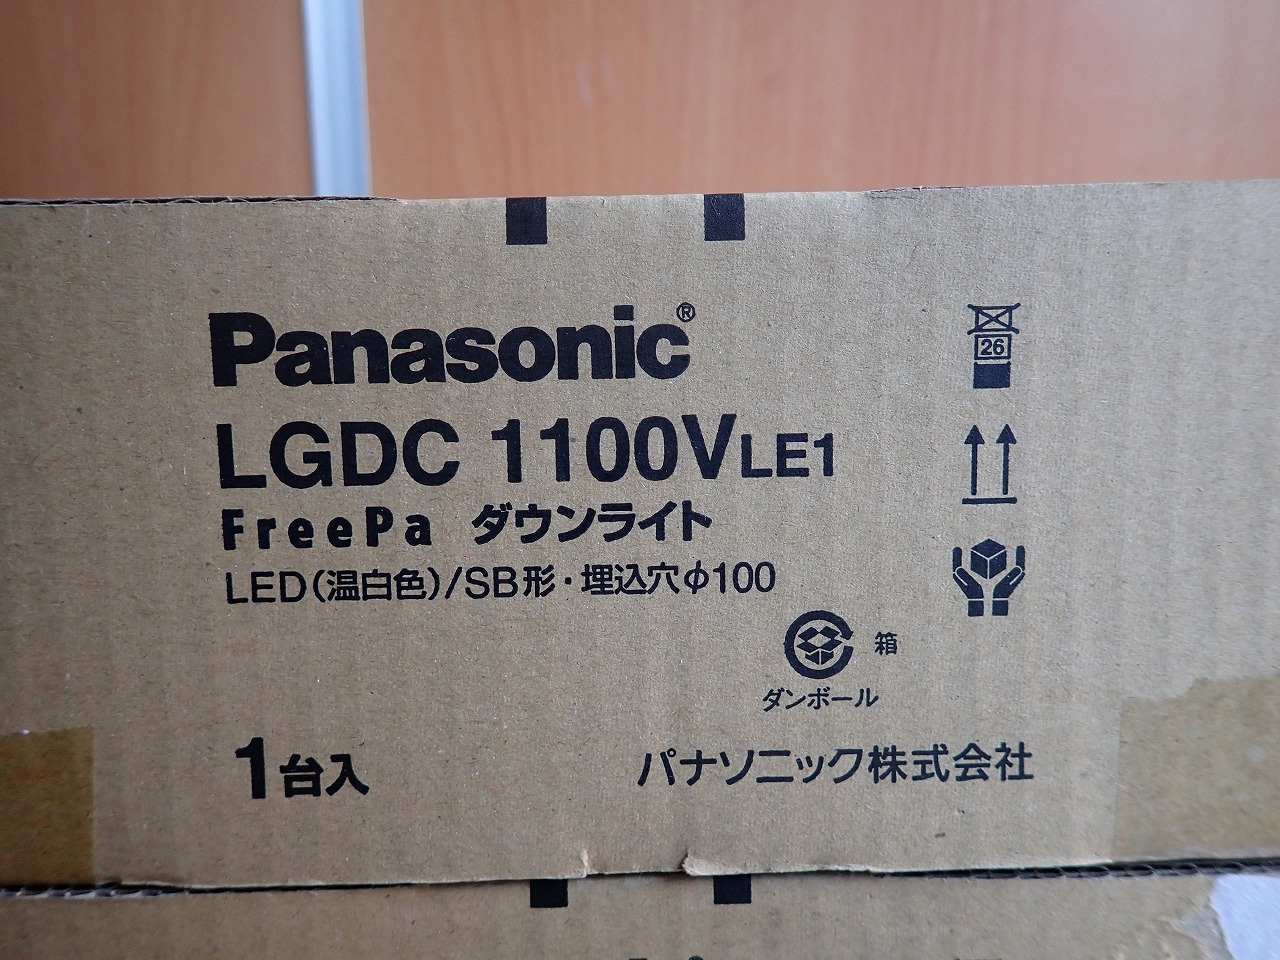 Panasonic®
LGDC 1100VLE1
FreePa ダウンライト
LED(温白色)/SB形・埋込穴φ100
26
箱
ダンボール
1台入
パナソニック株式会社